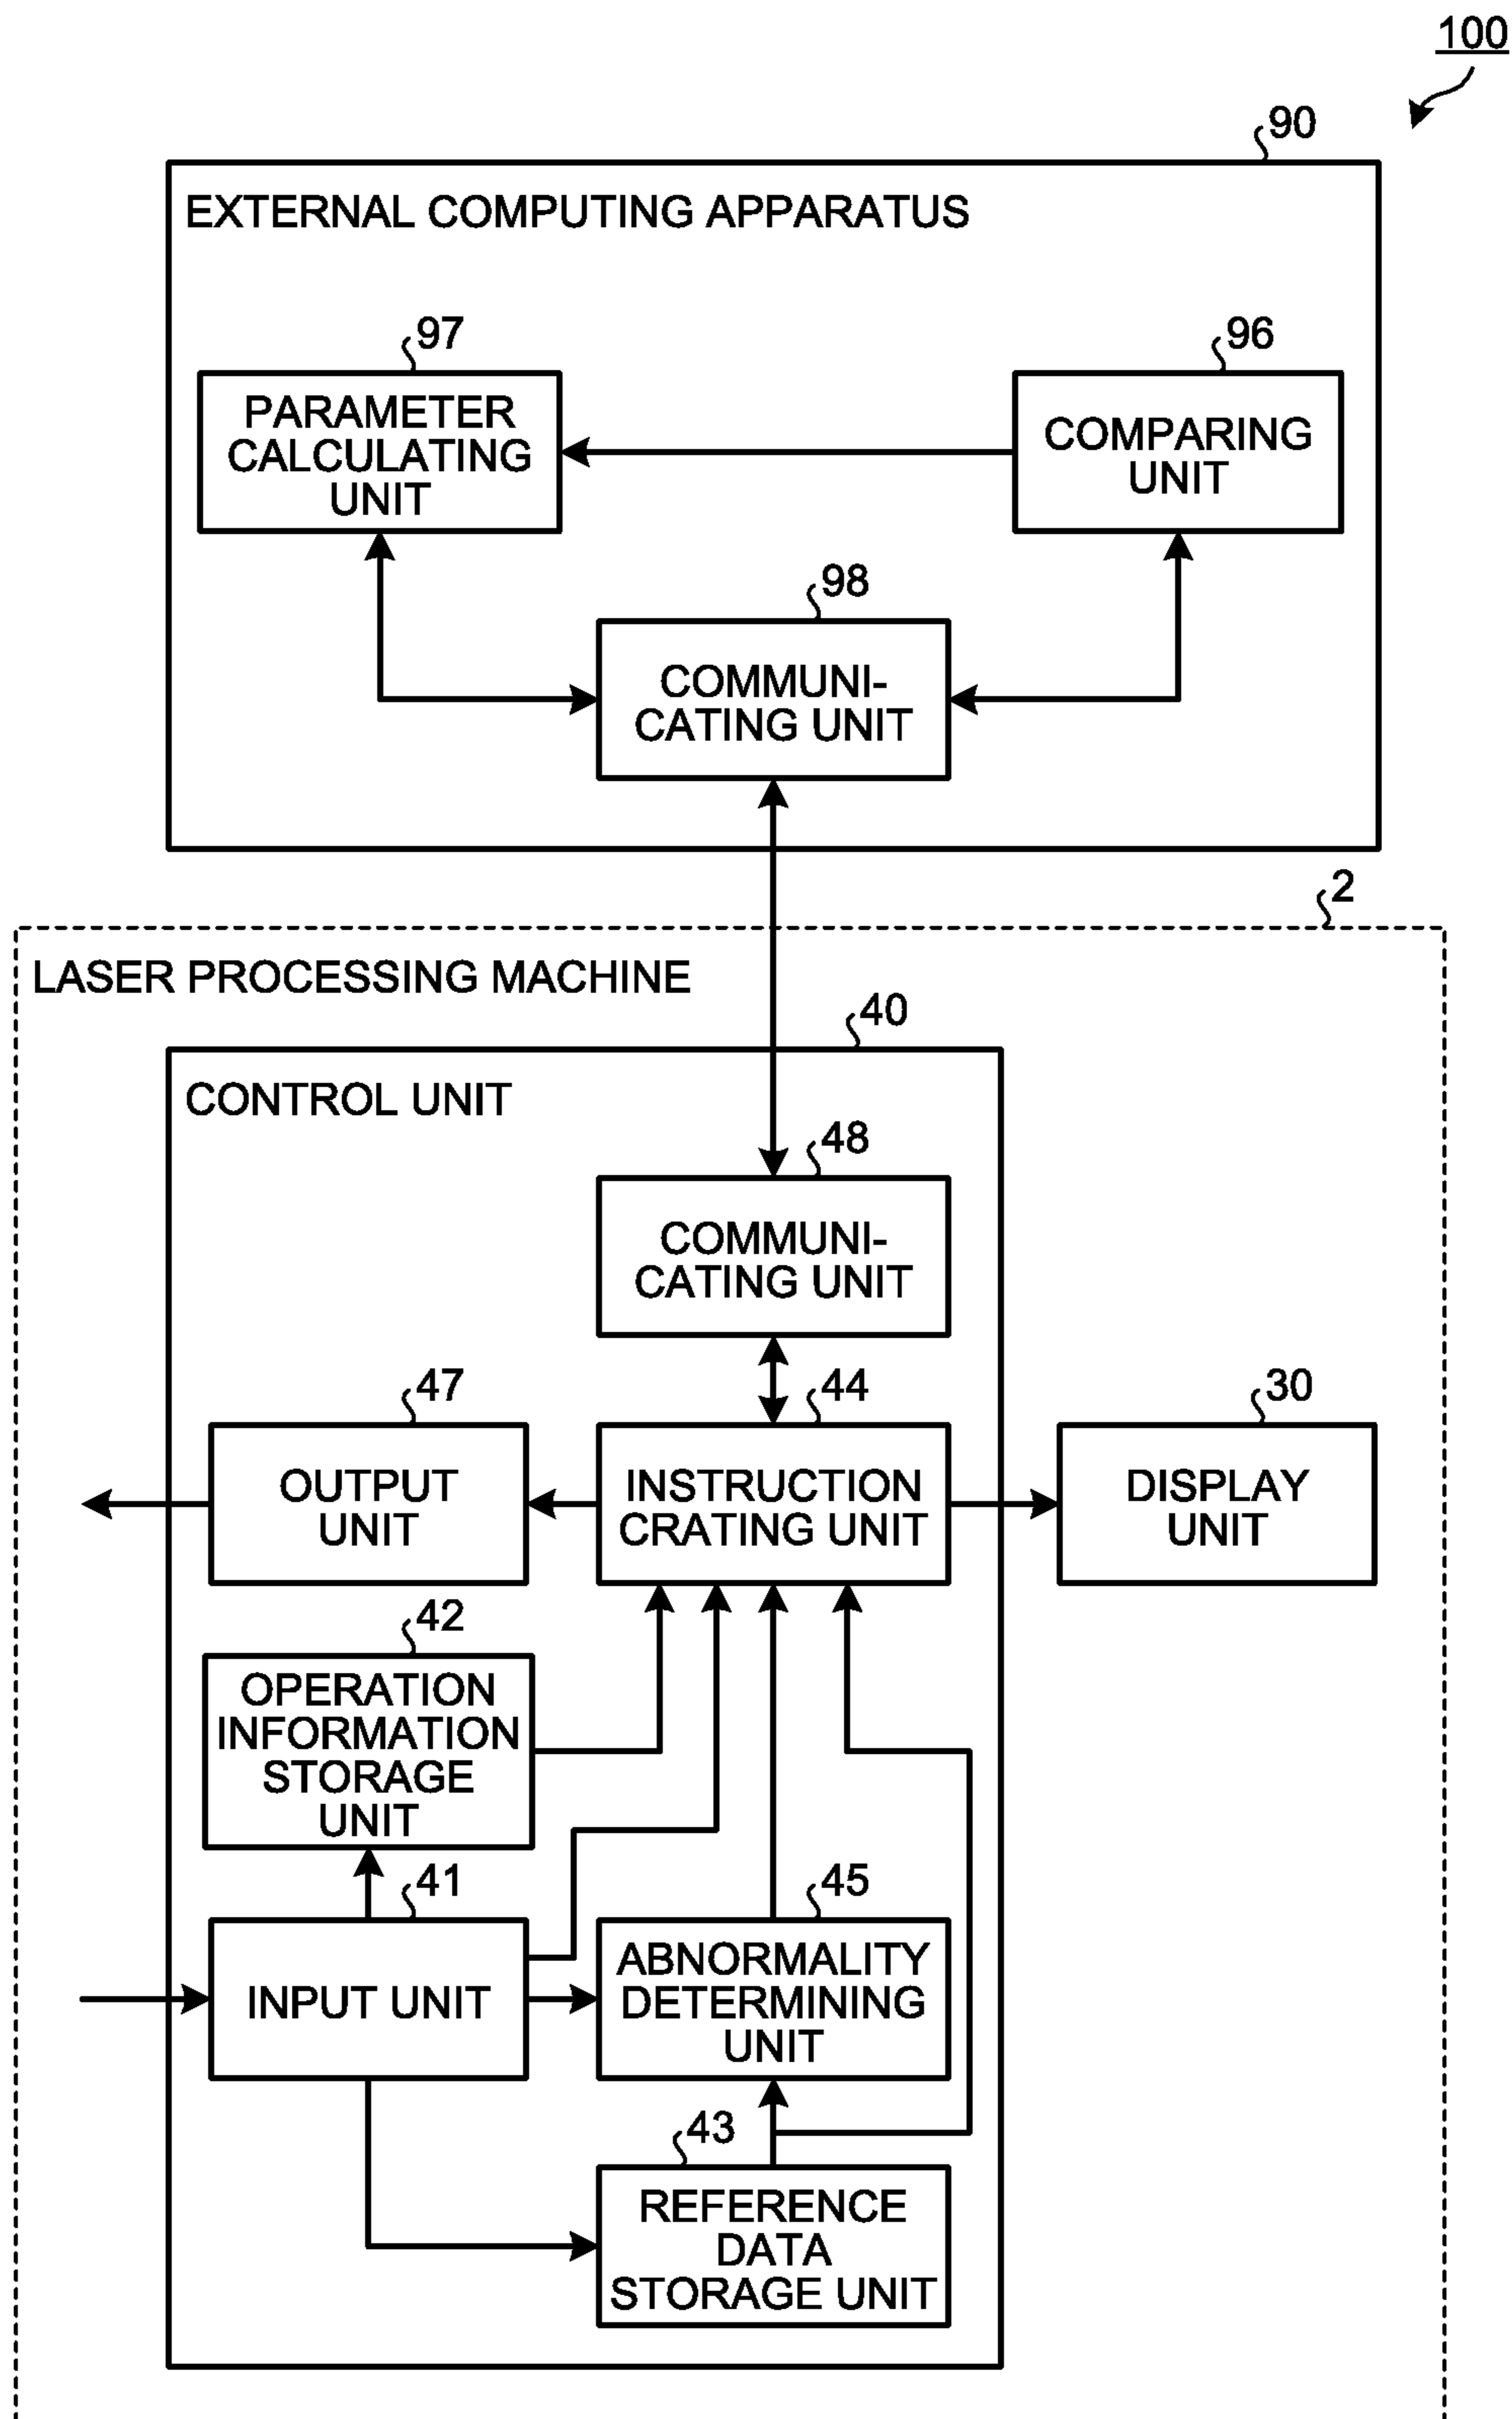 100
90
EXTERNAL COMPUTING APPARATUS
97
PARAMETER
CALCULATING
UNIT
96
COMPARING
UNIT
98
COMMUNI-
CATING UNIT
2
LASER PROCESSING MACHINE
40
CONTROL UNIT
48
COMMUNI-
CATING UNIT
47
OUTPUT
UNIT
44
INSTRUCTION
CRATING UNIT
30
DISPLAY
UNIT
42
OPERATION
INFORMATION
STORAGE
UNIT
41
INPUT UNIT
45
ABNORMALITY
DETERMINING
UNIT
43
REFERENCE
DATA
STORAGE UNIT